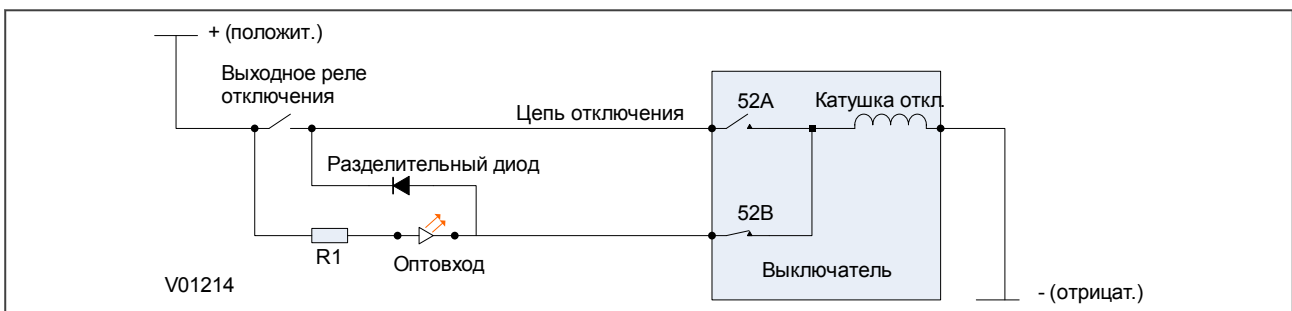 + (положит.)
Выходное реле
отключения
Цепь отключения
52A
Катушка откл.
Разделительный диод
52B
R1
Оптовход
Выключатель
V01214
- (отрицат.)